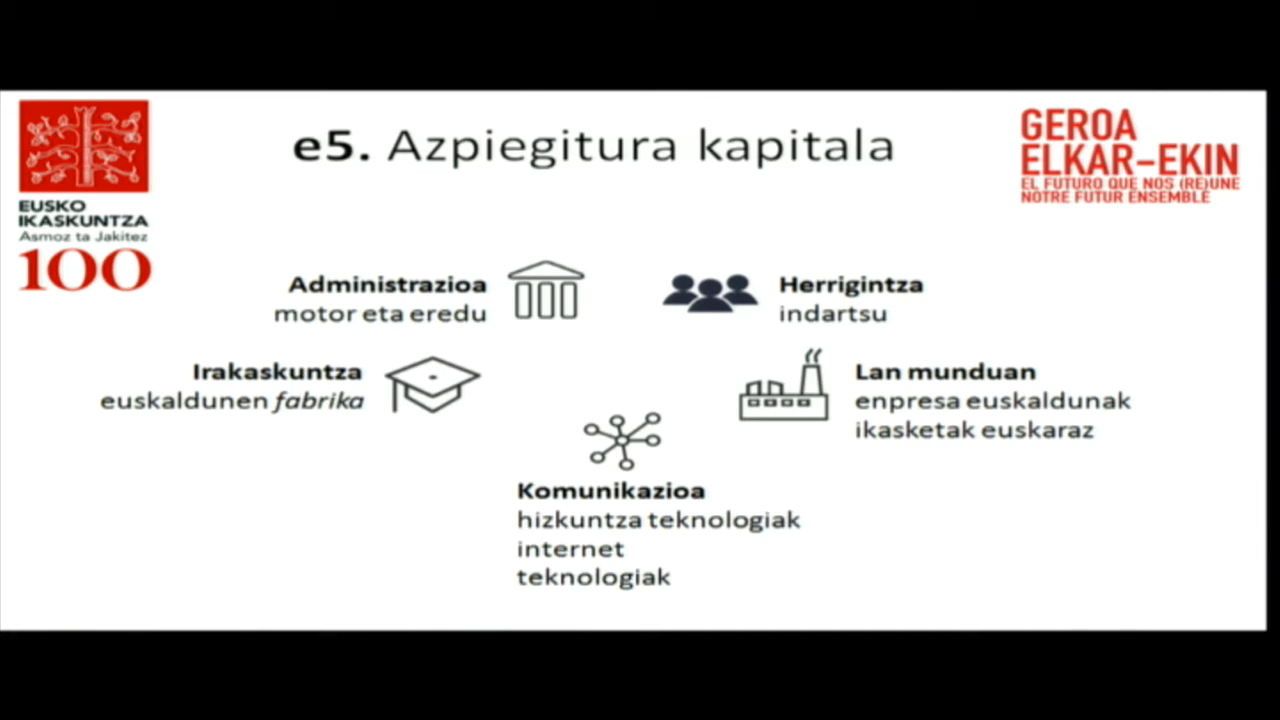 EUSKO
IKASKUNTZA
Asmoz ta Jakitez
100
e5. Azpiegitura kapitala
GEROA
ELKAR-EKIN
EL FUTURO QUE NOS (RE)UNE
NOTRE FUTUR ENSEMBLE
Administrazioa
motor eta eredu
Herrigintza
indartsu
Irakaskuntza
euskaldunen fabrika
Lan munduan
enpresa euskaldunak
ikasketak euskaraz
Komunikazioa
hizkuntza teknologiak
internet
teknologiak